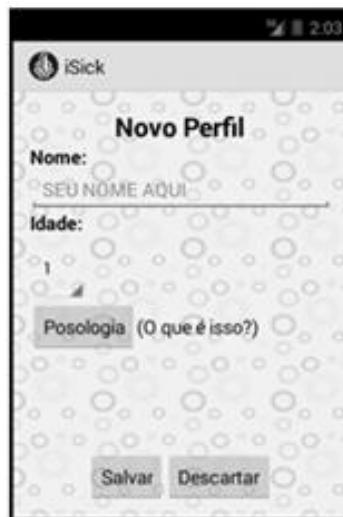 2:03
iSick
Novo Perfil
Nome:
SEU NOME AQUI
Idade:
1
Posologia (O que é isso?)
Salvar Descartar